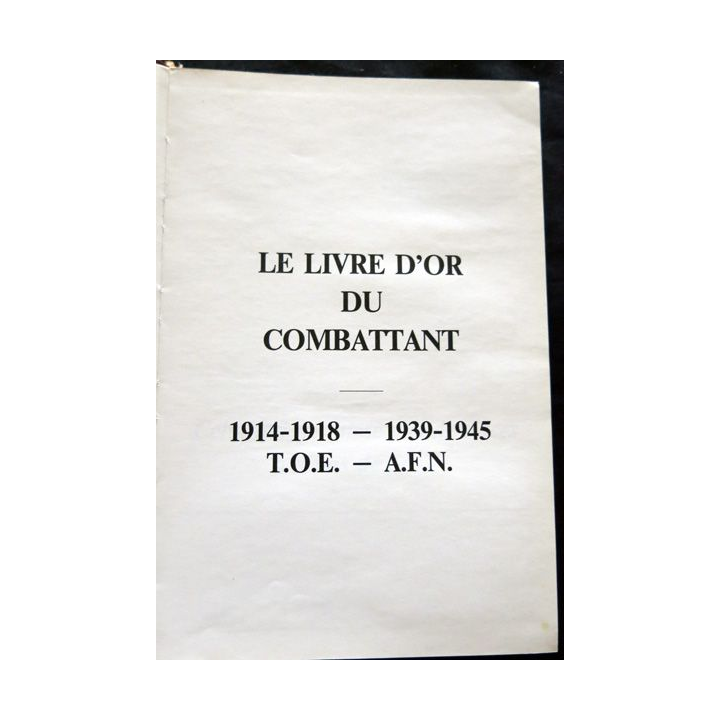 LE LIVRE D'OR
DU
COMBATTANT
1914-1918 — 1939-1945
T.O.E. — A.F.N.